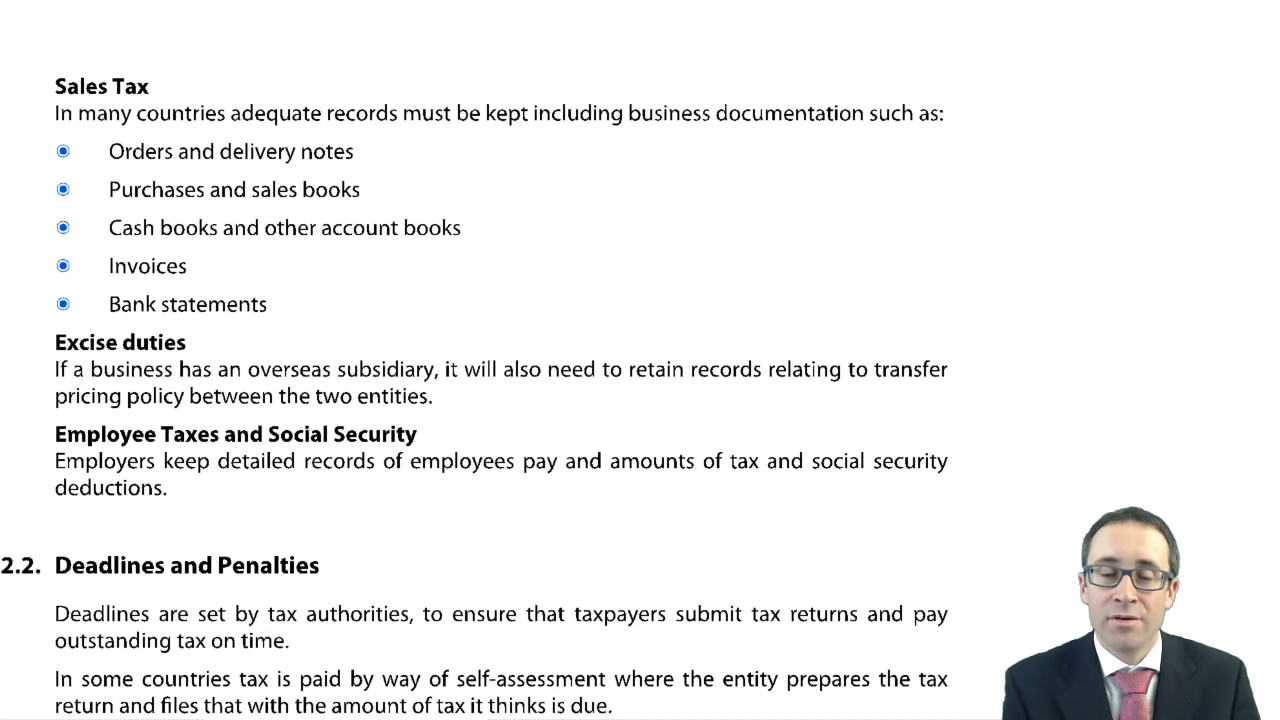 Sales Tax
In many countries adequate records must be kept including business documentation such as:
Orders and delivery notes
Purchases and sales books
Cash books and other account books
Invoices
Bank statements
Excise duties
If a business has an overseas subsidiary, it will also need to retain records relating to transfer
pricing policy between the two entities.
Employee Taxes and Social Security
Employers keep detailed records of employees pay and amounts of tax and social security
deductions.
2.2. Deadlines and Penalties
Deadlines are set by tax authorities, to ensure that taxpayers submit tax returns and pay
outstanding tax on time.
In some countries tax is paid by way of self-assessment where the entity prepares the tax
return and files that with the amount of tax it thinks is due.